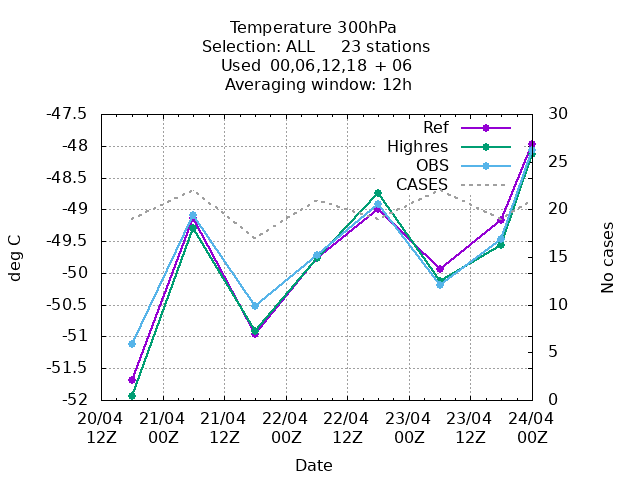 Temperature 300hPa
Selection: ALL 23 stations
Used 00,06,12,18 + 06
Averaging window: 12h
-47.5
-48
-48.5
-49
-49.5
-50
-50.5
-51
-51.5
-52
30
25
20
15
10
5
0
Ref
Highres
OBS
CASES
deg C
No cases
20/04 21/04 21/04 22/04 22/04 23/04 23/04 24/04
12Z 00Z 12Z 00Z 12Z 00Z 12Z 00Z
Date